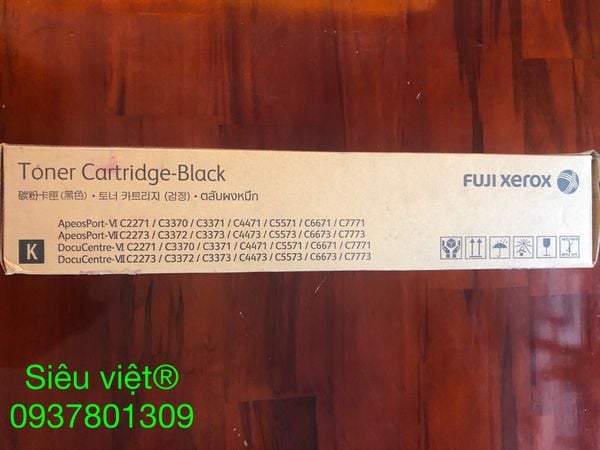 Toner Cartridge-Black
碳粉卡匣(黑色)・토너 카트리지 (검정)・ตลับผงหมึก
FUJI xerox
ApeosPort-VI C2271 / C3370 / C3371 / C4471 / C5571 / C6671 / C7771
ApeosPort-VII C2273 / C3372 / C3373 / C4473 / C5573 / C6673 / C7773
DocuCentre-VI C2271 / C3370 / C3371 / C4471 / C5571 / C6671 / C7771
DocuCentre-VII C2273 / C3372 / C3373 / C4473 / C5573 / C6673 / C7773
K
Siêu việt®
0937801309